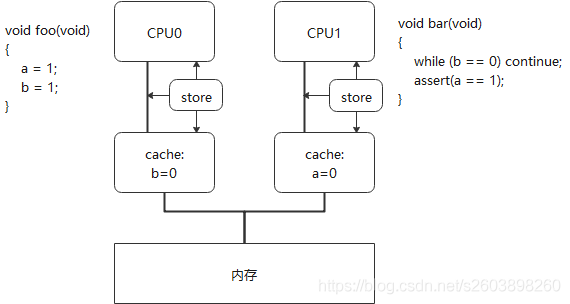 void foo(void)
{
a = 1;
b = 1;
}
CPU0
store
cache:
b=0
CPU1
store
cache:
a=0
void bar(void)
{
while (b == 0) continue;
assert(a == 1);
}
内存
https://blog.csdn.net/s2603898260